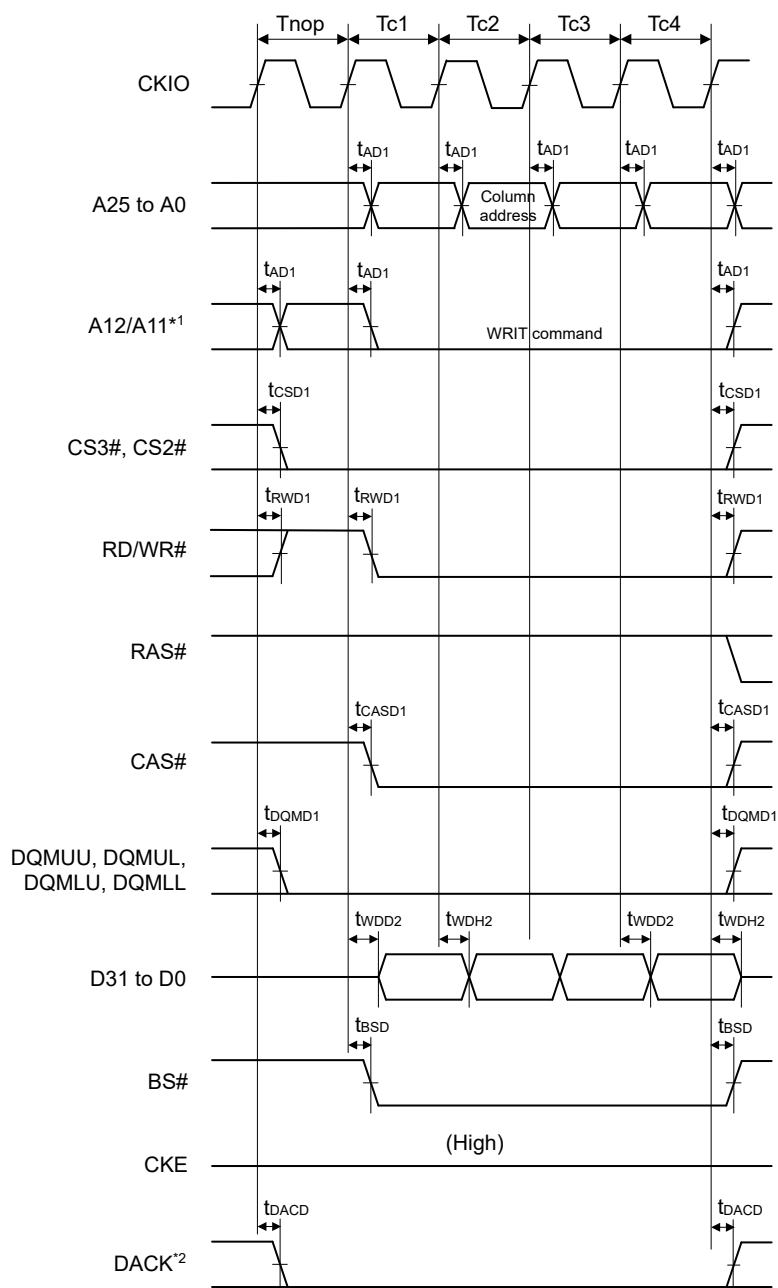 Tnop Tc1 Tc2 Tc3 Tc4
CKIO
tAD1 tAD1 tAD1 tAD1 tAD1
A25 to A0
Column
address
tAD1 tAD1 tAD1
A12/A11*1
WRIT command
tCSD1 tCSD1
CS3#, CS2#
tRWD1 tRWD1 tRWD1
RD/WR#
RAS#
tCASD1 tCASD1
CAS#
tDQMD1 tDQMD1
DQMUU, DQMUL,
DQMLU, DQMLL
tWDD2 tWDH2 tWDD2 tWDH2
D31 to D0
tBSD tBSD
BS#
(High)
CKE
tDACD tDACD
DACK*2